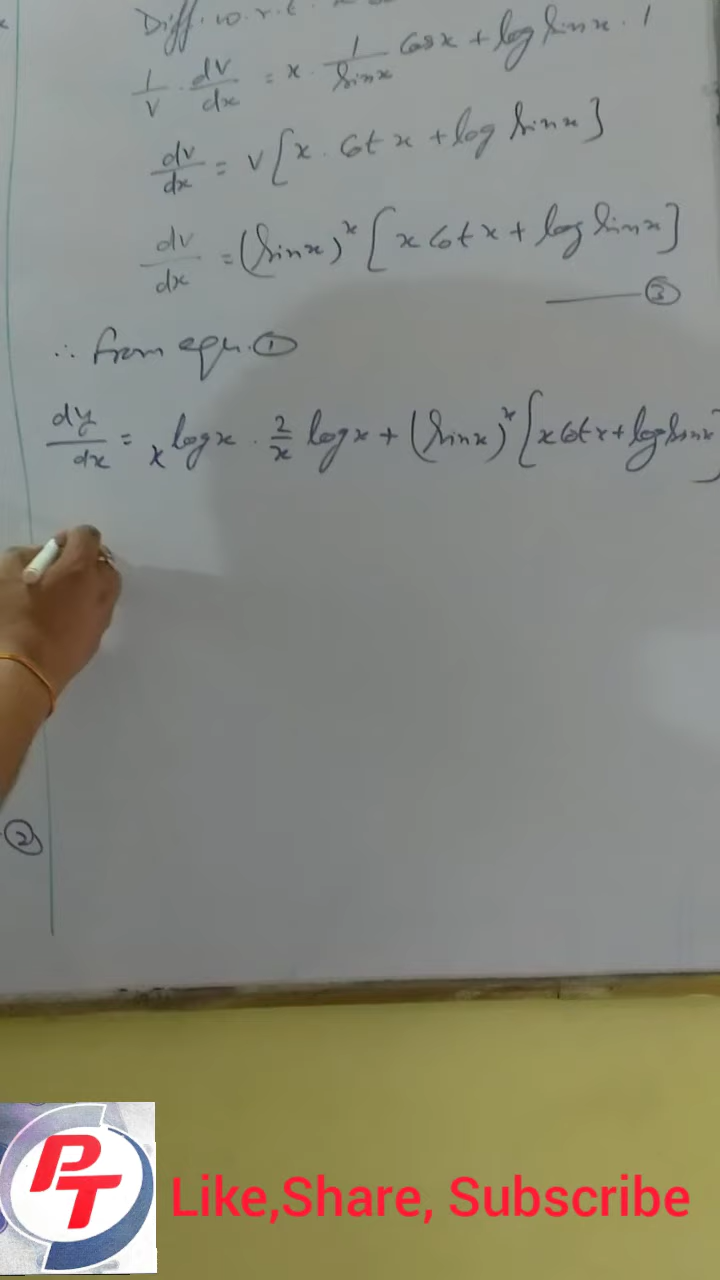 Diff. w.r.t. x
1/v · dv/dx = x · 1/sinx cosx + log sinx · 1
dv/dx = v[x · cot x + log sinx]
dv/dx = (sinx)^x [x cot x + log sinx]
——— ③
∴ from equ. ①
dy/dx = x^logx · 2/x logx + (sinx)^x [x cot x + log sinx]
②
PT
Like,Share, Subscribe